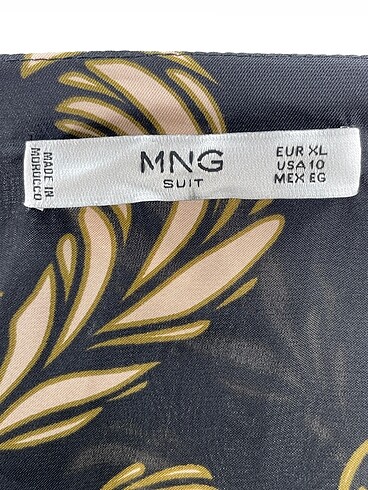 MADE IN
MOROCCO
MNG
SUIT
EUR XL
USA 10
MEX EG